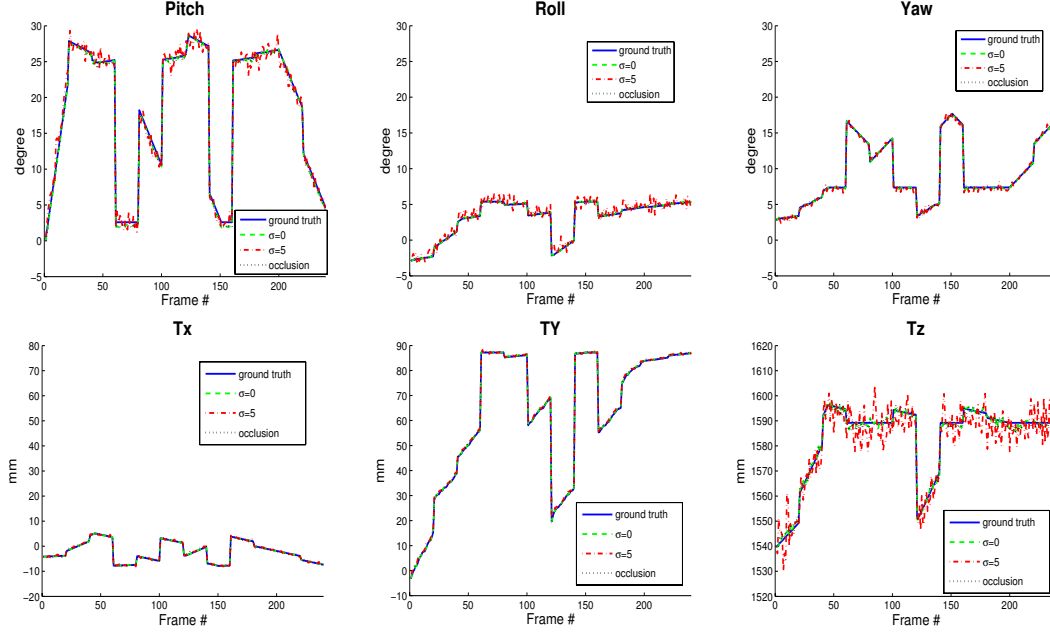 Pitch
Roll
Yaw
30
25
20
15
10
5
0
−5
degree
ground truth
σ=0
σ=5
occlusion
0
50
100
150
200
Frame #
30
25
20
15
10
5
0
−5
degree
ground truth
σ=0
σ=5
occlusion
0
50
100
150
200
Frame #
30
25
20
15
10
5
0
−5
degree
ground truth
σ=0
σ=5
occlusion
0
50
100
150
200
Frame #
Tx
TY
Tz
80
70
60
50
40
30
20
10
0
−10
−20
mm
ground truth
σ=0
σ=5
occlusion
0
50
100
150
200
Frame #
90
80
70
60
50
40
30
20
10
0
−10
mm
ground truth
σ=0
σ=5
occlusion
0
50
100
150
200
Frame #
1620
1610
1600
1590
1580
1570
1560
1550
1540
1530
1520
mm
ground truth
σ=0
σ=5
occlusion
0
50
100
150
200
Frame #